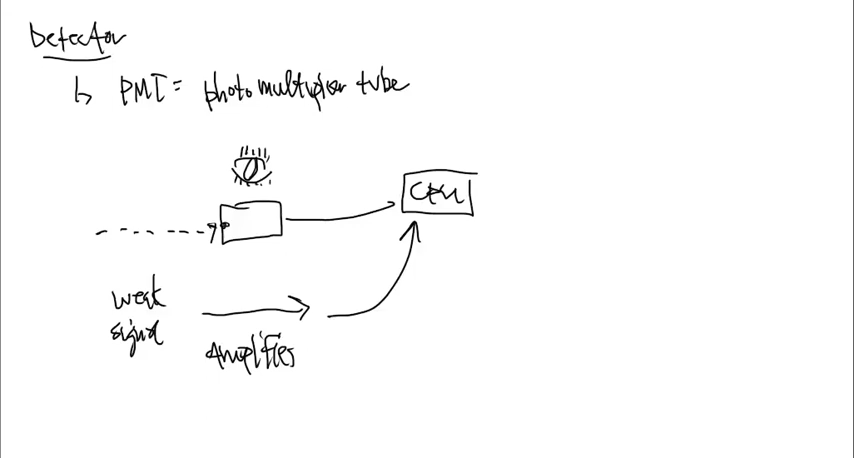 Detector
↳ PMT = photomultiplier tube
CPU
weak
signal
Amplifies